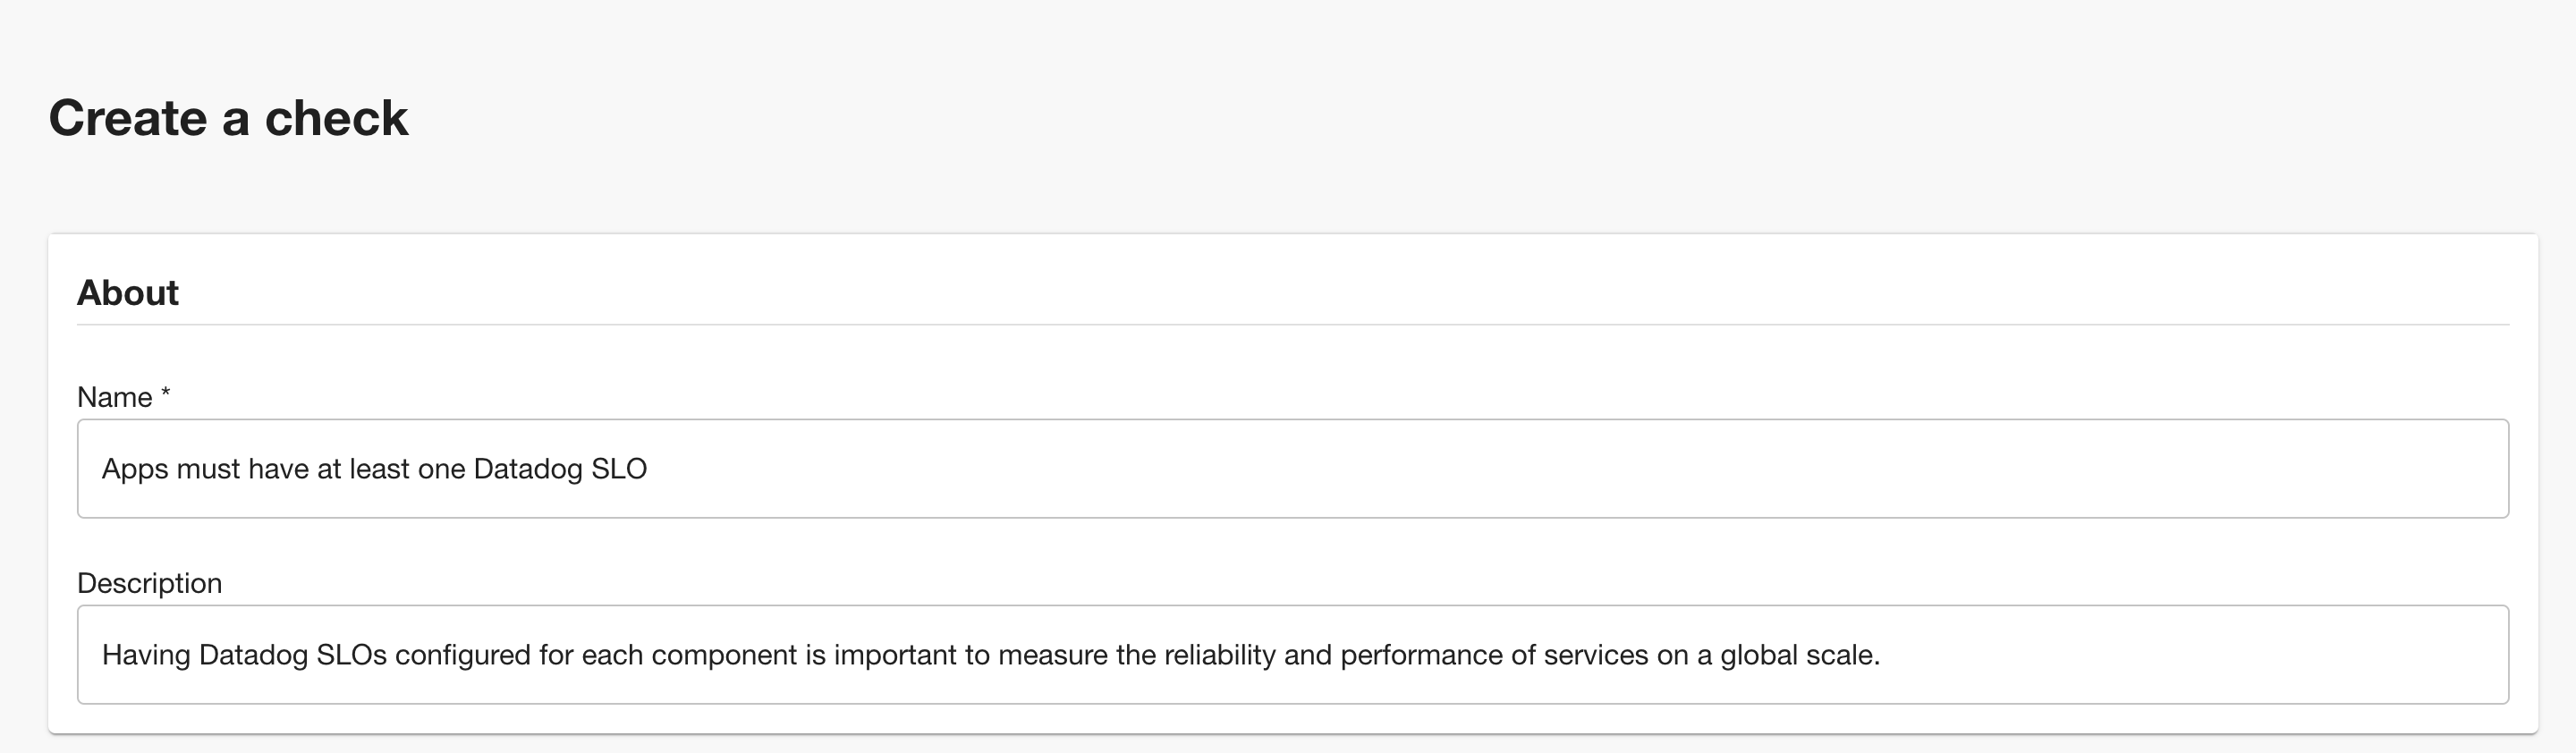 Create a check
About
Name *
Apps must have at least one Datadog SLO
Description
Having Datadog SLOs configured for each component is important to measure the reliability and performance of services on a global scale.